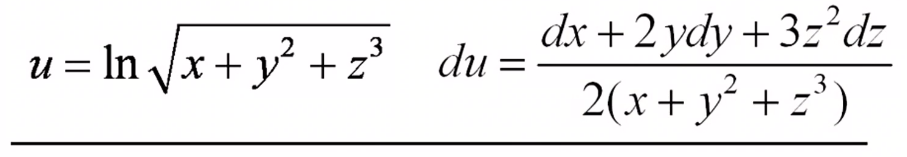 u = ln √(x + y² + z³)    du = (dx + 2ydy + 3z²dz) / (2(x + y² + z³))